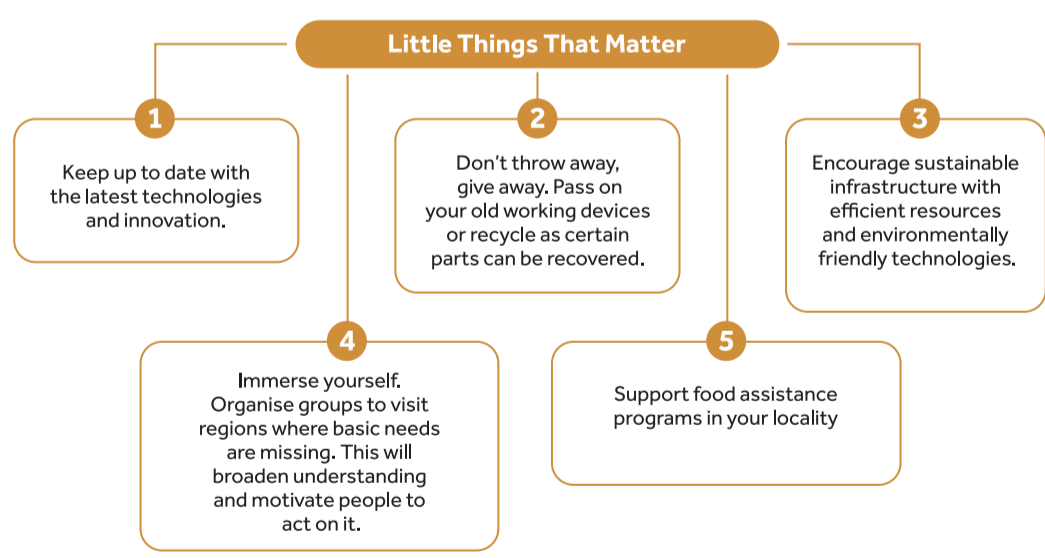 Little Things That Matter
1
Keep up to date with
the latest technologies
and innovation.
2
Don't throw away,
give away. Pass on
your old working devices
or recycle as certain
parts can be recovered.
3
Encourage sustainable
infrastructure with
efficient resources
and environmentally
friendly technologies.
4
Immerse yourself.
Organise groups to visit
regions where basic needs
are missing. This will
broaden understanding
and motivate people to
act on it.
5
Support food assistance
programs in your locality